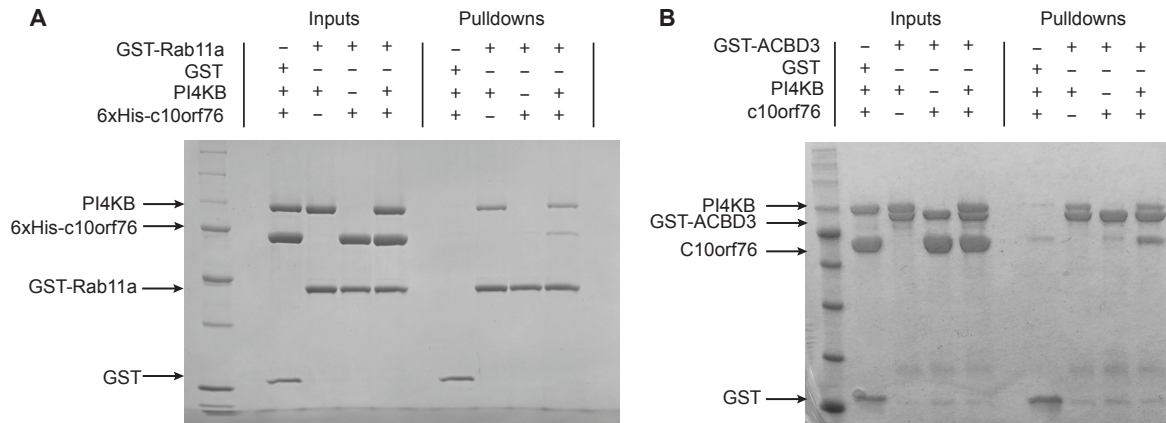 A
Inputs Pulldowns
GST-Rab11a – + + + – + + +
GST + – – – + – – –
PI4KB + + – + + + – +
6xHis-c10orf76 + – + + + – + +
PI4KB
6xHis-c10orf76
GST-Rab11a
GST
B
Inputs Pulldowns
GST-ACBD3 – + + + – + + +
GST + – – – + – – –
PI4KB + + – + + + – +
c10orf76 + – + + + – + +
PI4KB
GST-ACBD3
C10orf76
GST